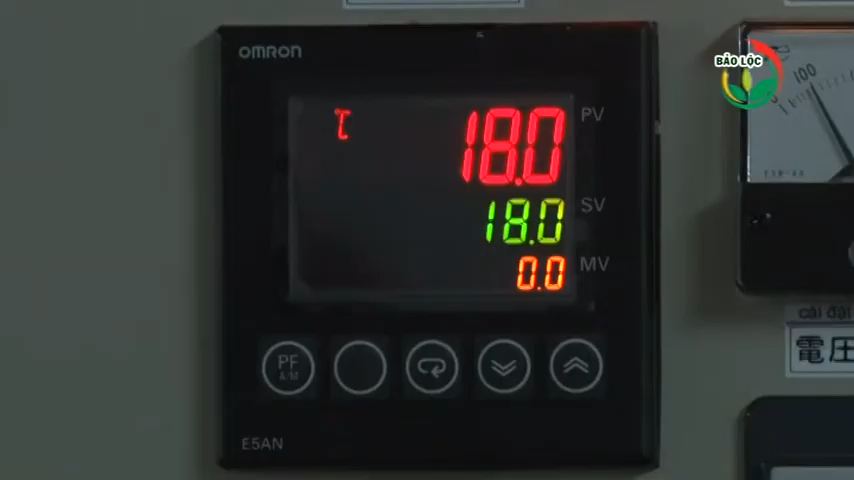 OMRON
℃
18.0 PV
18.0 SV
0.0 MV
PF
A/M
E5AN
BẢO LỘC
100
cài đặt
電圧